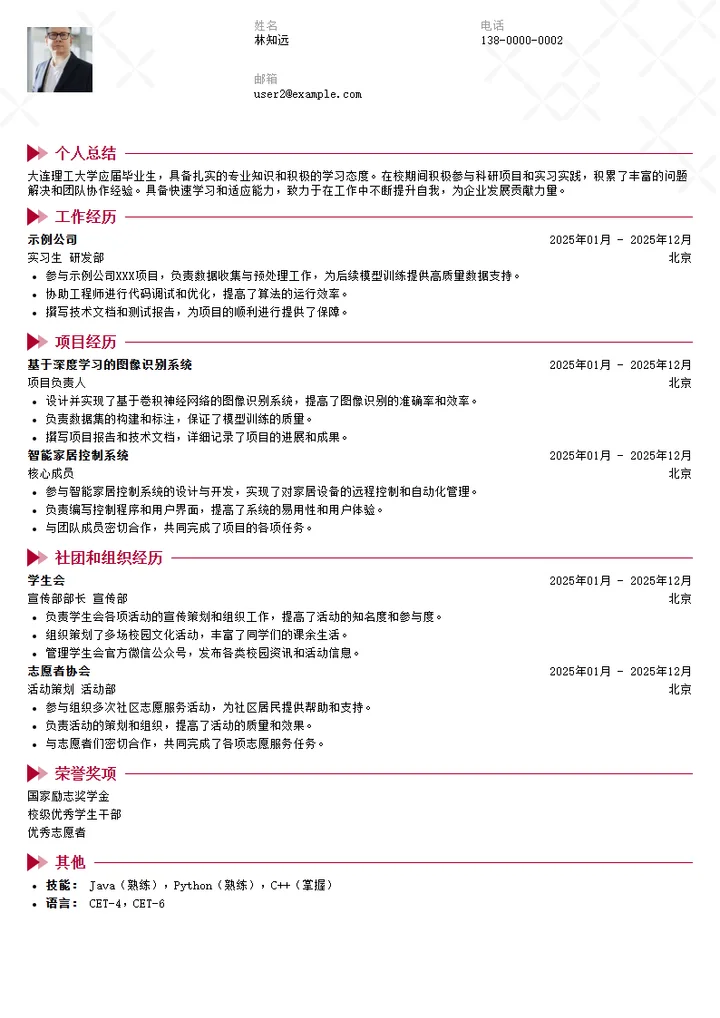 姓名
林知远
电话
138-0000-0002
邮箱
user2@example.com
个人总结
大连理工大学应届毕业生，具备扎实的专业知识和积极的学习态度。在校期间积极参与科研项目和实习实践，积累了丰富的问题
解决和团队协作经验。具备快速学习和适应能力，致力于在工作中不断提升自我，为企业发展贡献力量。
工作经历
示例公司 2025年01月 - 2025年12月
实习生 研发部 北京
• 参与示例公司XXX项目，负责数据收集与预处理工作，为后续模型训练提供高质量数据支持。
• 协助工程师进行代码调试和优化，提高了算法的运行效率。
• 撰写技术文档和测试报告，为项目的顺利进行提供了保障。
项目经历
基于深度学习的图像识别系统 2025年01月 - 2025年12月
项目负责人 北京
• 设计并实现了基于卷积神经网络的图像识别系统，提高了图像识别的准确率和效率。
• 负责数据集的构建和标注，保证了模型训练的质量。
• 撰写项目报告和技术文档，详细记录了项目的进展和成果。
智能家居控制系统 2025年01月 - 2025年12月
核心成员 北京
• 参与智能家居控制系统的设计与开发，实现了对家居设备的远程控制和自动化管理。
• 负责编写控制程序和用户界面，提高了系统的易用性和用户体验。
• 与团队成员密切合作，共同完成了项目的各项任务。
社团和组织经历
学生会 2025年01月 - 2025年12月
宣传部部长 宣传部 北京
• 负责学生会各项活动的宣传策划和组织工作，提高了活动的知名度和参与度。
• 组织策划了多场校园文化活动，丰富了同学们的课余生活。
• 管理学生会官方微信公众号，发布各类校园资讯和活动信息。
志愿者协会 2025年01月 - 2025年12月
活动策划 活动部 北京
• 参与组织多次社区志愿服务活动，为社区居民提供帮助和支持。
• 负责活动的策划和组织，提高了活动的质量和效果。
• 与志愿者们密切合作，共同完成了各项志愿服务任务。
荣誉奖项
国家励志奖学金
校级优秀学生干部
优秀志愿者
其他
• 技能： Java（熟练），Python（熟练），C++（掌握）
• 语言： CET-4，CET-6